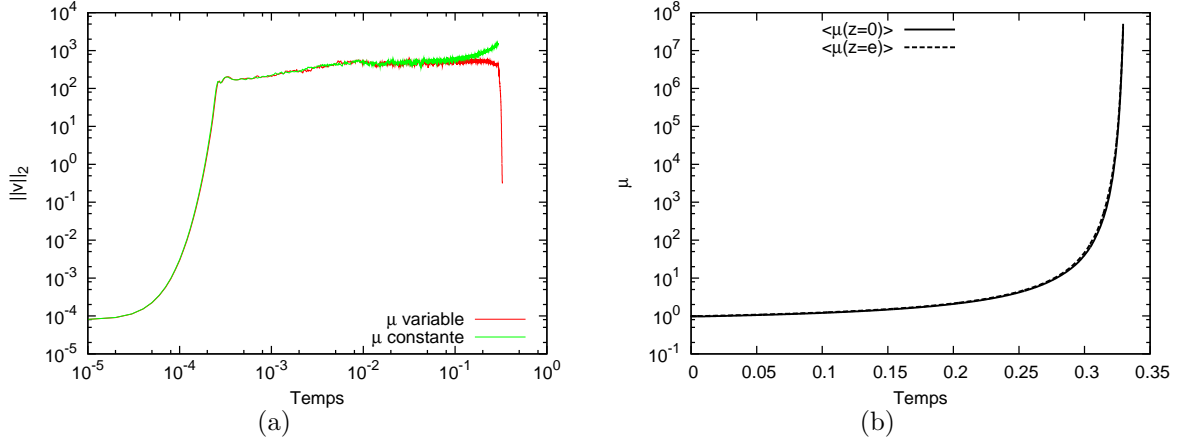 10^3
10^2
10^1
10^0
10^-1
10^-2
10^-3
10^-4
10^-5
||v||_2
μ variable
μ constante
10^-5 10^-4 10^-3 10^-2 10^-1 10^0
Temps
(a)
10^8
10^7
10^6
10^5
10^4
10^3
10^2
10^1
10^0
10^-1
μ
<μ(z=0)>
<μ(z=e)>
0 0.05 0.1 0.15 0.2 0.25 0.3 0.35
Temps
(b)